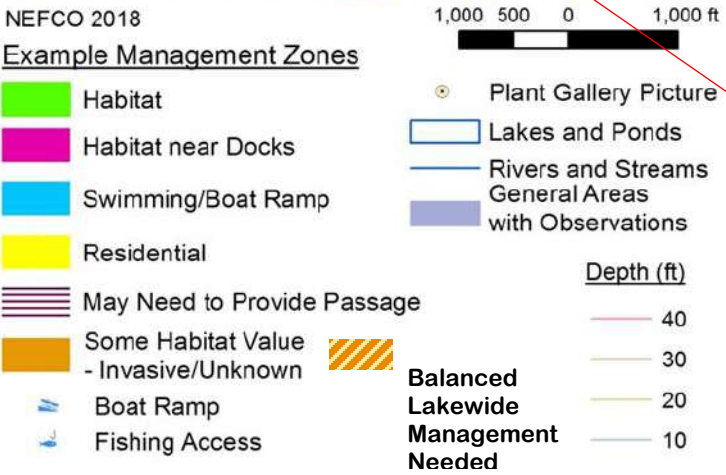 NEFCO 2018
1,000 500 0 1,000 ft
Example Management Zones
Habitat
Habitat near Docks
Swimming/Boat Ramp
Residential
May Need to Provide Passage
Some Habitat Value
- Invasive/Unknown
Boat Ramp
Fishing Access
Plant Gallery Picture
Lakes and Ponds
Rivers and Streams
General Areas
with Observations
Balanced
Lakewide
Management
Needed
Depth (ft)
40
30
20
10